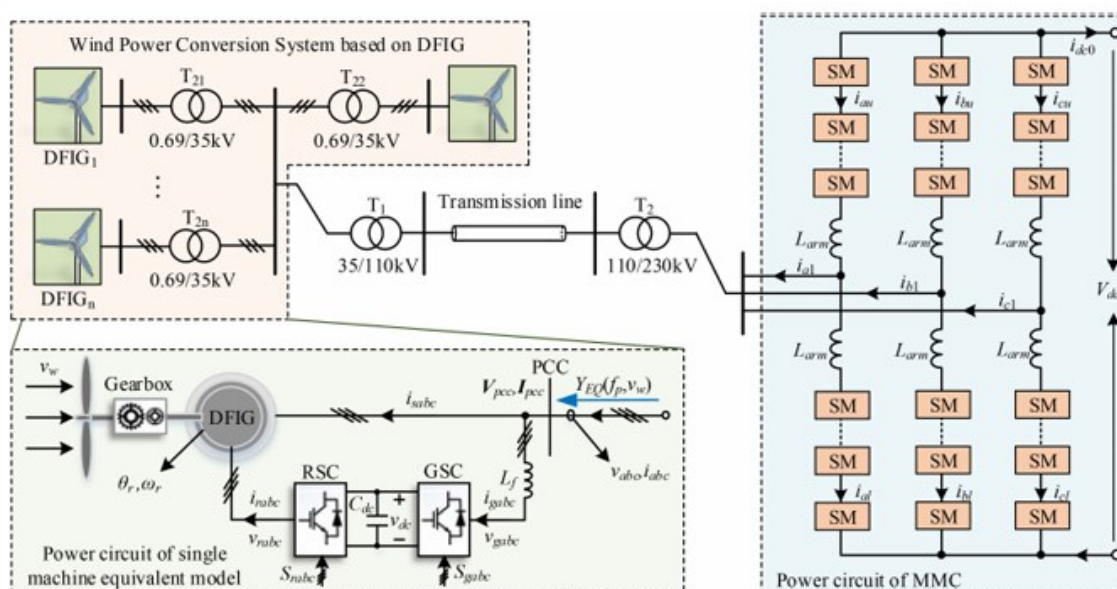 Wind Power Conversion System based on DFIG
T21
T22
0.69/35kV
0.69/35kV
DFIG1
⋮
T2n
DFIGn
0.69/35kV
T1
35/110kV
Transmission line
T2
110/230kV
idc0
SM SM SM
iau ibu icu
SM SM SM
SM SM SM
Larm Larm Larm
ia1
ib1
ic1
Vdc
Larm Larm Larm
SM SM SM
SM SM SM
ial ibl icl
SM SM SM
Power circuit of MMC
vw
Gearbox
DFIG
θr,ωr
isabc
PCC
Vpcc,Ipcc
YEQ(fp,vw)
vabc,iabc
Lf
RSC
GSC
irabc
vrabc
Cdc
+
vdc
−
igabc
vgabc
Srabc
Sgabc
Power circuit of single
machine equivalent model